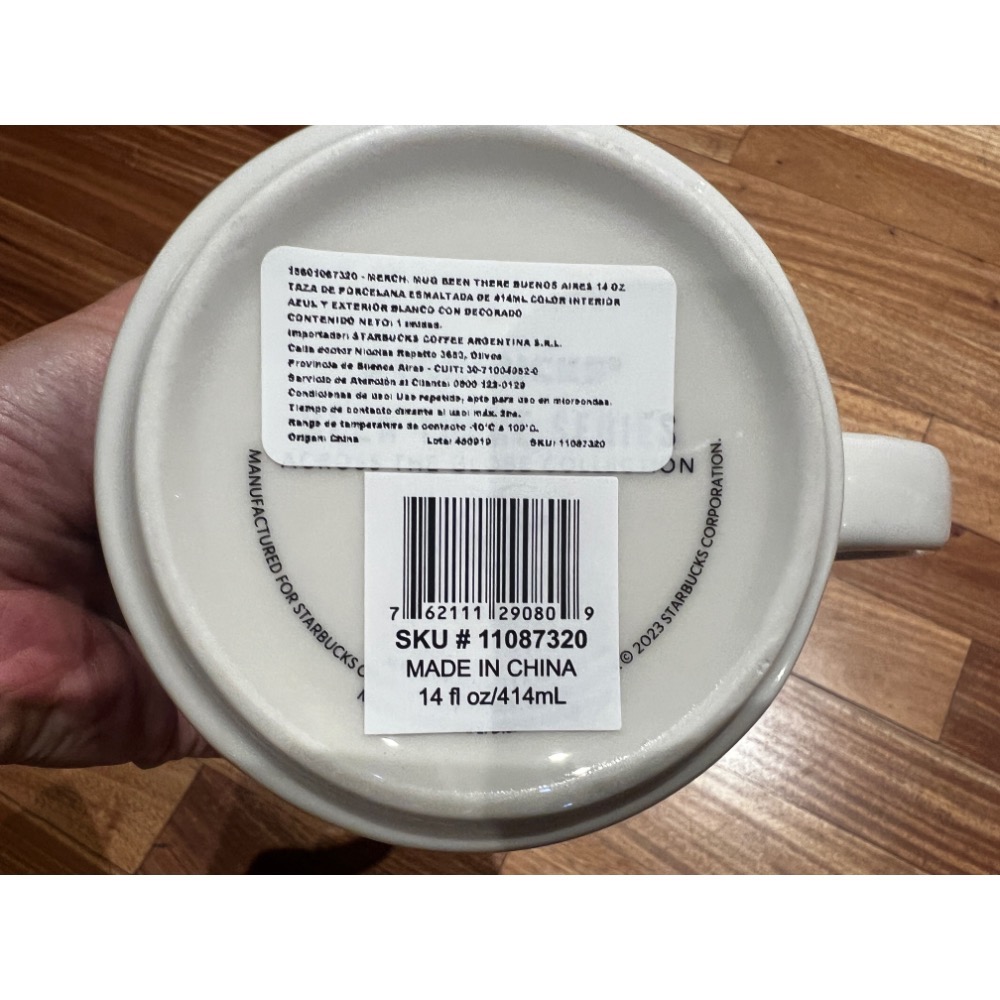 MERCH. MUG BEEN THERE BUENOS AIRES 14 OZ
TAZA DE PORCELANA ESMALTADA DE 414ML COLOR INTERIOR
AZUL Y EXTERIOR BLANCO CON DECORADO
CONTENIDO NETO: 1 unidad.
Importador: STARBUCKS COFFEE ARGENTINA S.R.L.
Calle doctor Nicolas Repetto 3653, Olivos
Provincia de Buenos Aires - CUIT: 30-71004052-0
Servicio de Atención al Cliente: 0800 122-0129
Condiciones de uso: Uso repetido, apto para uso en microondas.
Tiempo de contacto durante el uso: máx. 2hs.
Rango de temperatura de contacto -10°C a 100°C.
Origen: China Lote: 480919 SKU: 11087320
ACROSS THE GLOBE COLLECTION
7 62111 29080 9
SKU # 11087320
MADE IN CHINA
14 fl oz/414mL
MANUFACTURED FOR STARBUCKS
© 2023 STARBUCKS CORPORATION.